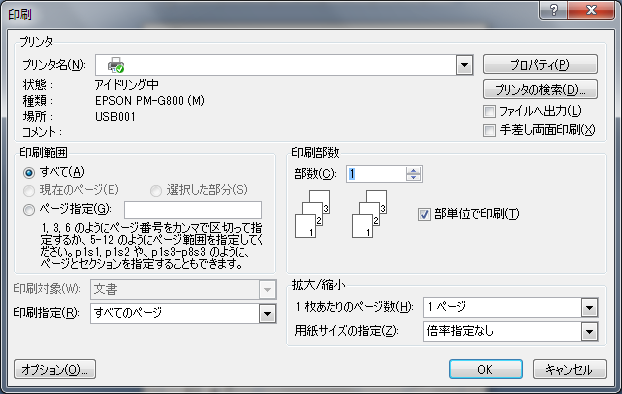 印刷
プリンタ
プリンタ名(N):
プロパティ(P)
状態: アイドリング中
プリンタの検索(D)...
種類: EPSON PM-G800 (M)
場所: USB001
ファイルへ出力(L)
コメント:
手差し両面印刷(X)
印刷範囲
すべて(A)
現在のページ(E)
選択した部分(S)
ページ指定(G):
1, 3, 6 のようにページ番号をカンマで区切って指
定するか、5-12 のようにページ範囲を指定してく
ださい。p1s1, p1s2 や、p1s3-p8s3 のように、
ページとセクションを指定することもできます。
印刷部数
部数(C): 1
3
2
1
3
2
1
部単位で印刷(T)
印刷対象(W): 文書
印刷指定(R): すべてのページ
拡大/縮小
1 枚あたりのページ数(H): 1 ページ
用紙サイズの指定(Z): 倍率指定なし
オプション(O)...
OK
キャンセル